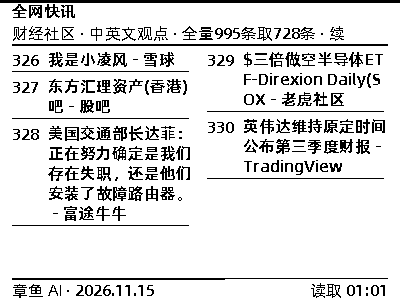 全网快讯
财经社区 · 中英文观点 · 全量995条取728条 · 续
326 我是小凌风 - 雪球
327 东方汇理资产(香港)
吧 - 股吧
328 美国交通部长达菲：
正在努力确定是我们
存在失职，还是他们
安装了故障路由器。
- 富途牛牛
329 $三倍做空半导体ET
F-Direxion Daily(S
OX - 老虎社区
330 英伟达维持原定时间
公布第三季度财报 -
TradingView
章鱼 AI · 2026.11.15
读取 01:01